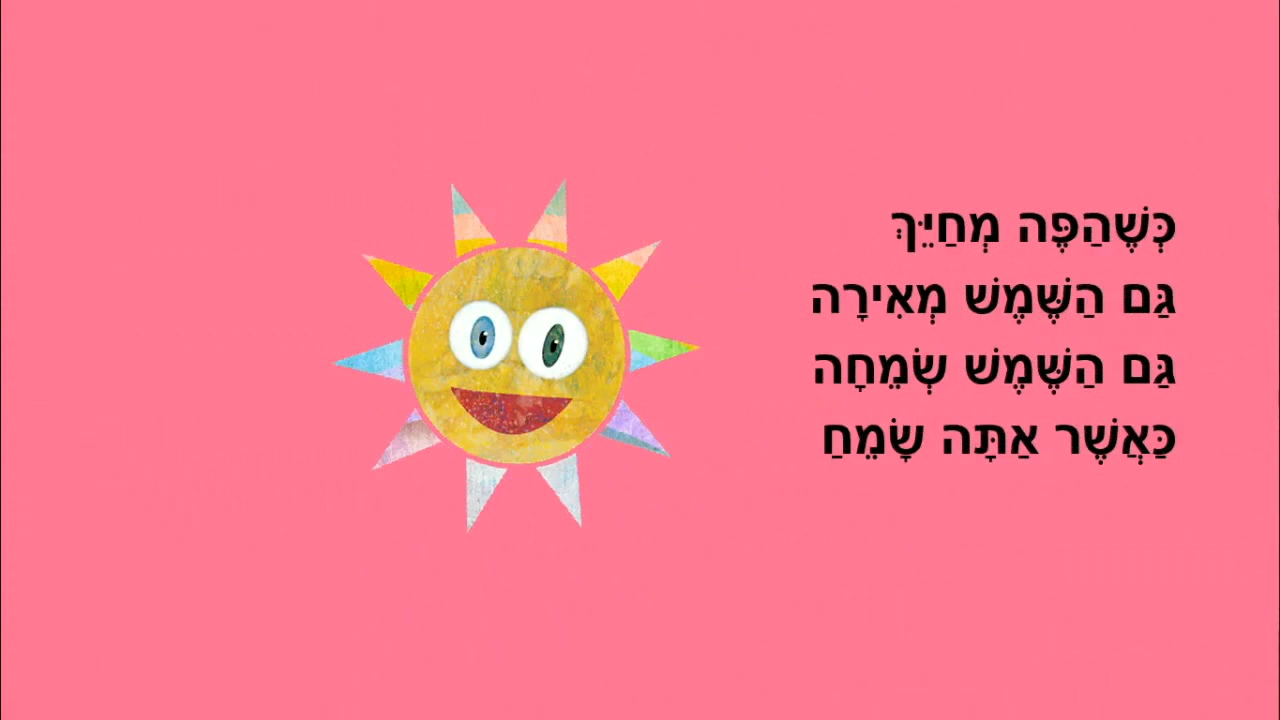 כְּשֶׁהַפֶּה מְחַיֵּךְ
גַּם הַשֶּׁמֶשׁ מְאִירָה
גַּם הַשֶּׁמֶשׁ שְׂמֵחָה
כַּאֲשֶׁר אַתָּה שָׂמֵחַ